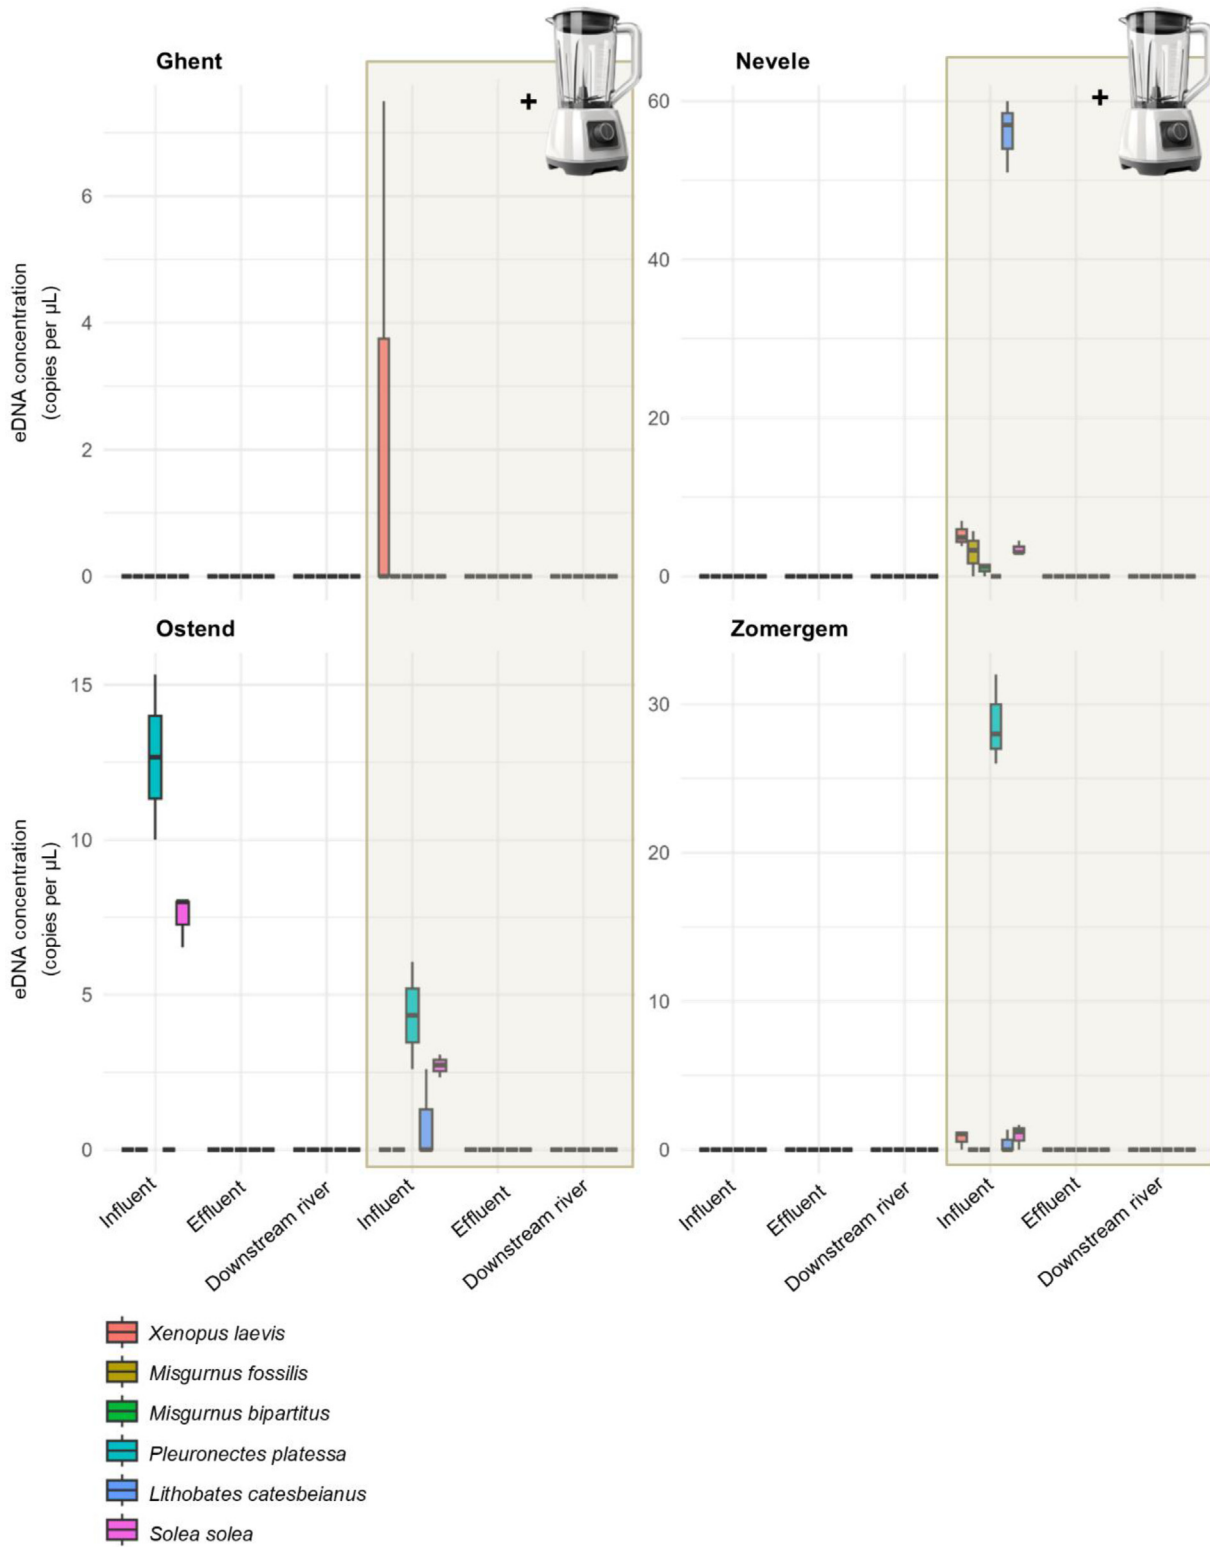 Ghent
+
Nevele
+
eDNA concentration
(copies per µL)
6
4
2
0
60
40
20
0
Ostend
Zomergem
eDNA concentration
(copies per µL)
15
10
5
0
30
20
10
0
Influent
Effluent
Downstream river
Influent
Effluent
Downstream river
Influent
Effluent
Downstream river
Influent
Effluent
Downstream river
Xenopus laevis
Misgurnus fossilis
Misgurnus bipartitus
Pleuronectes platessa
Lithobates catesbeianus
Solea solea